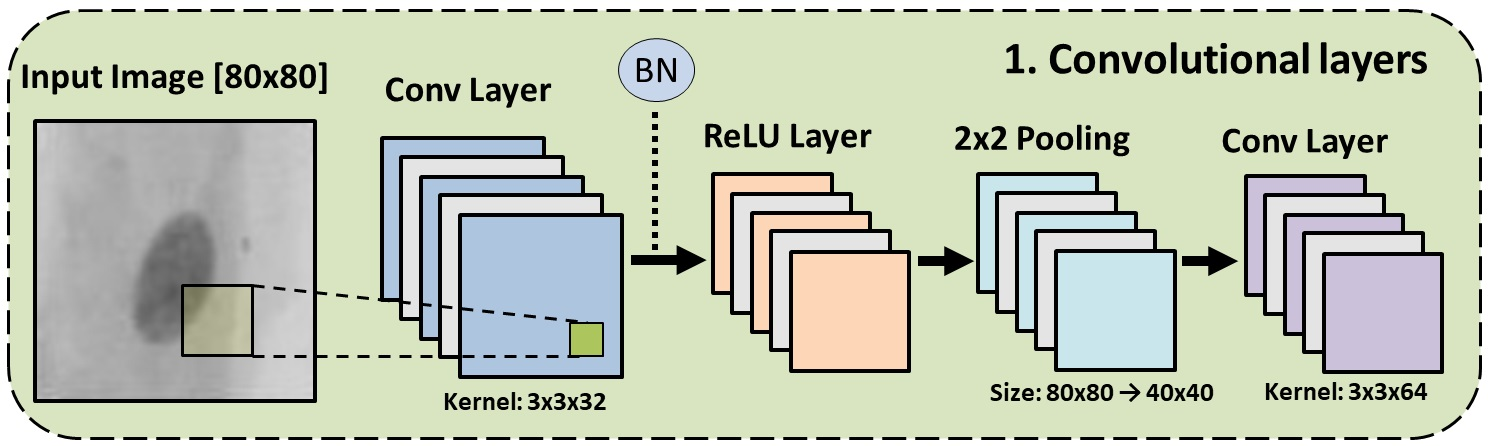 1. Convolutional layers
Input Image [80x80]
Conv Layer
BN
ReLU Layer
2x2 Pooling
Conv Layer
Kernel: 3x3x32
Size: 80x80 → 40x40
Kernel: 3x3x64